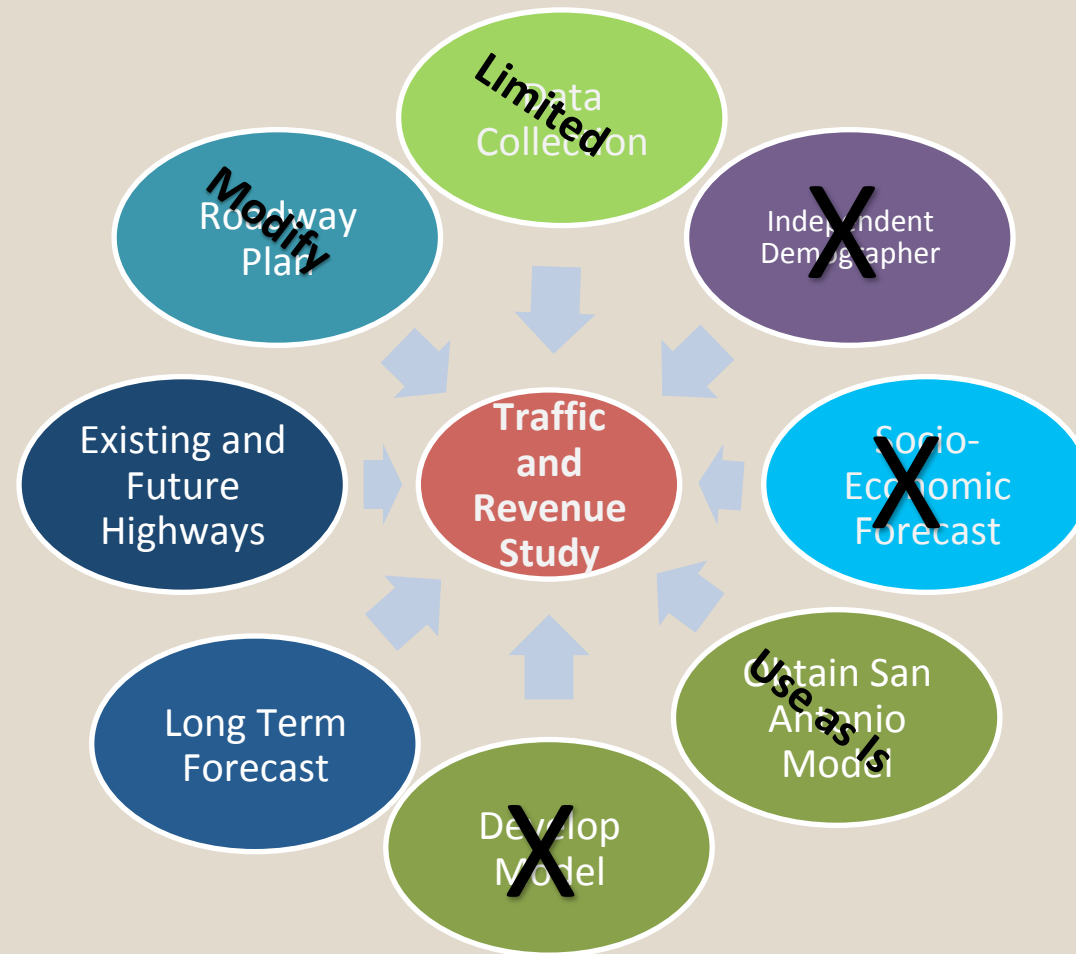 Data
Collection
Limited
Independent
Demographer
X
Socio-
Economic
Forecast
X
Obtain San
Antonio
Model
Use as Is
Develop
Model
X
Long Term
Forecast
Existing and
Future
Highways
Roadway
Plan
Modify
Traffic
and
Revenue
Study